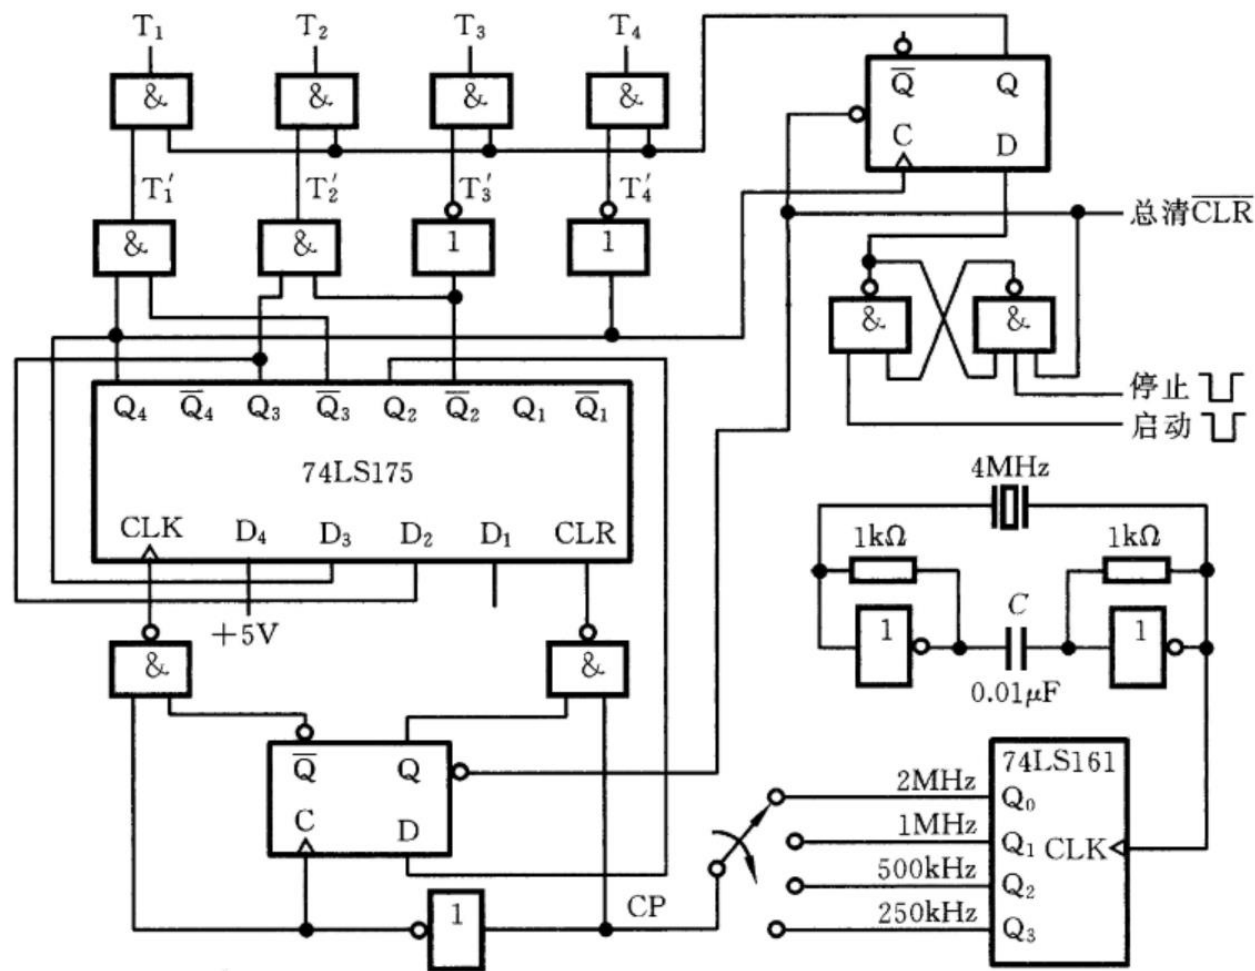 T₁ T₂ T₃ T₄
& & & &
Q̅ Q
C D
T₁′ T₂′ T₃′ T₄′
& & 1 1
总清C̅L̅R̅
& &
停止
启动
Q₄ Q̅₄ Q₃ Q̅₃ Q₂ Q̅₂ Q₁ Q̅₁
74LS175
CLK D₄ D₃ D₂ D₁ CLR
+5V
& &
Q̅ Q
C D
1
CP
4MHz
1kΩ 1kΩ
1 C 1
0.01μF
74LS161
2MHz Q₀
1MHz Q₁ CLK
500kHz Q₂
250kHz Q₃